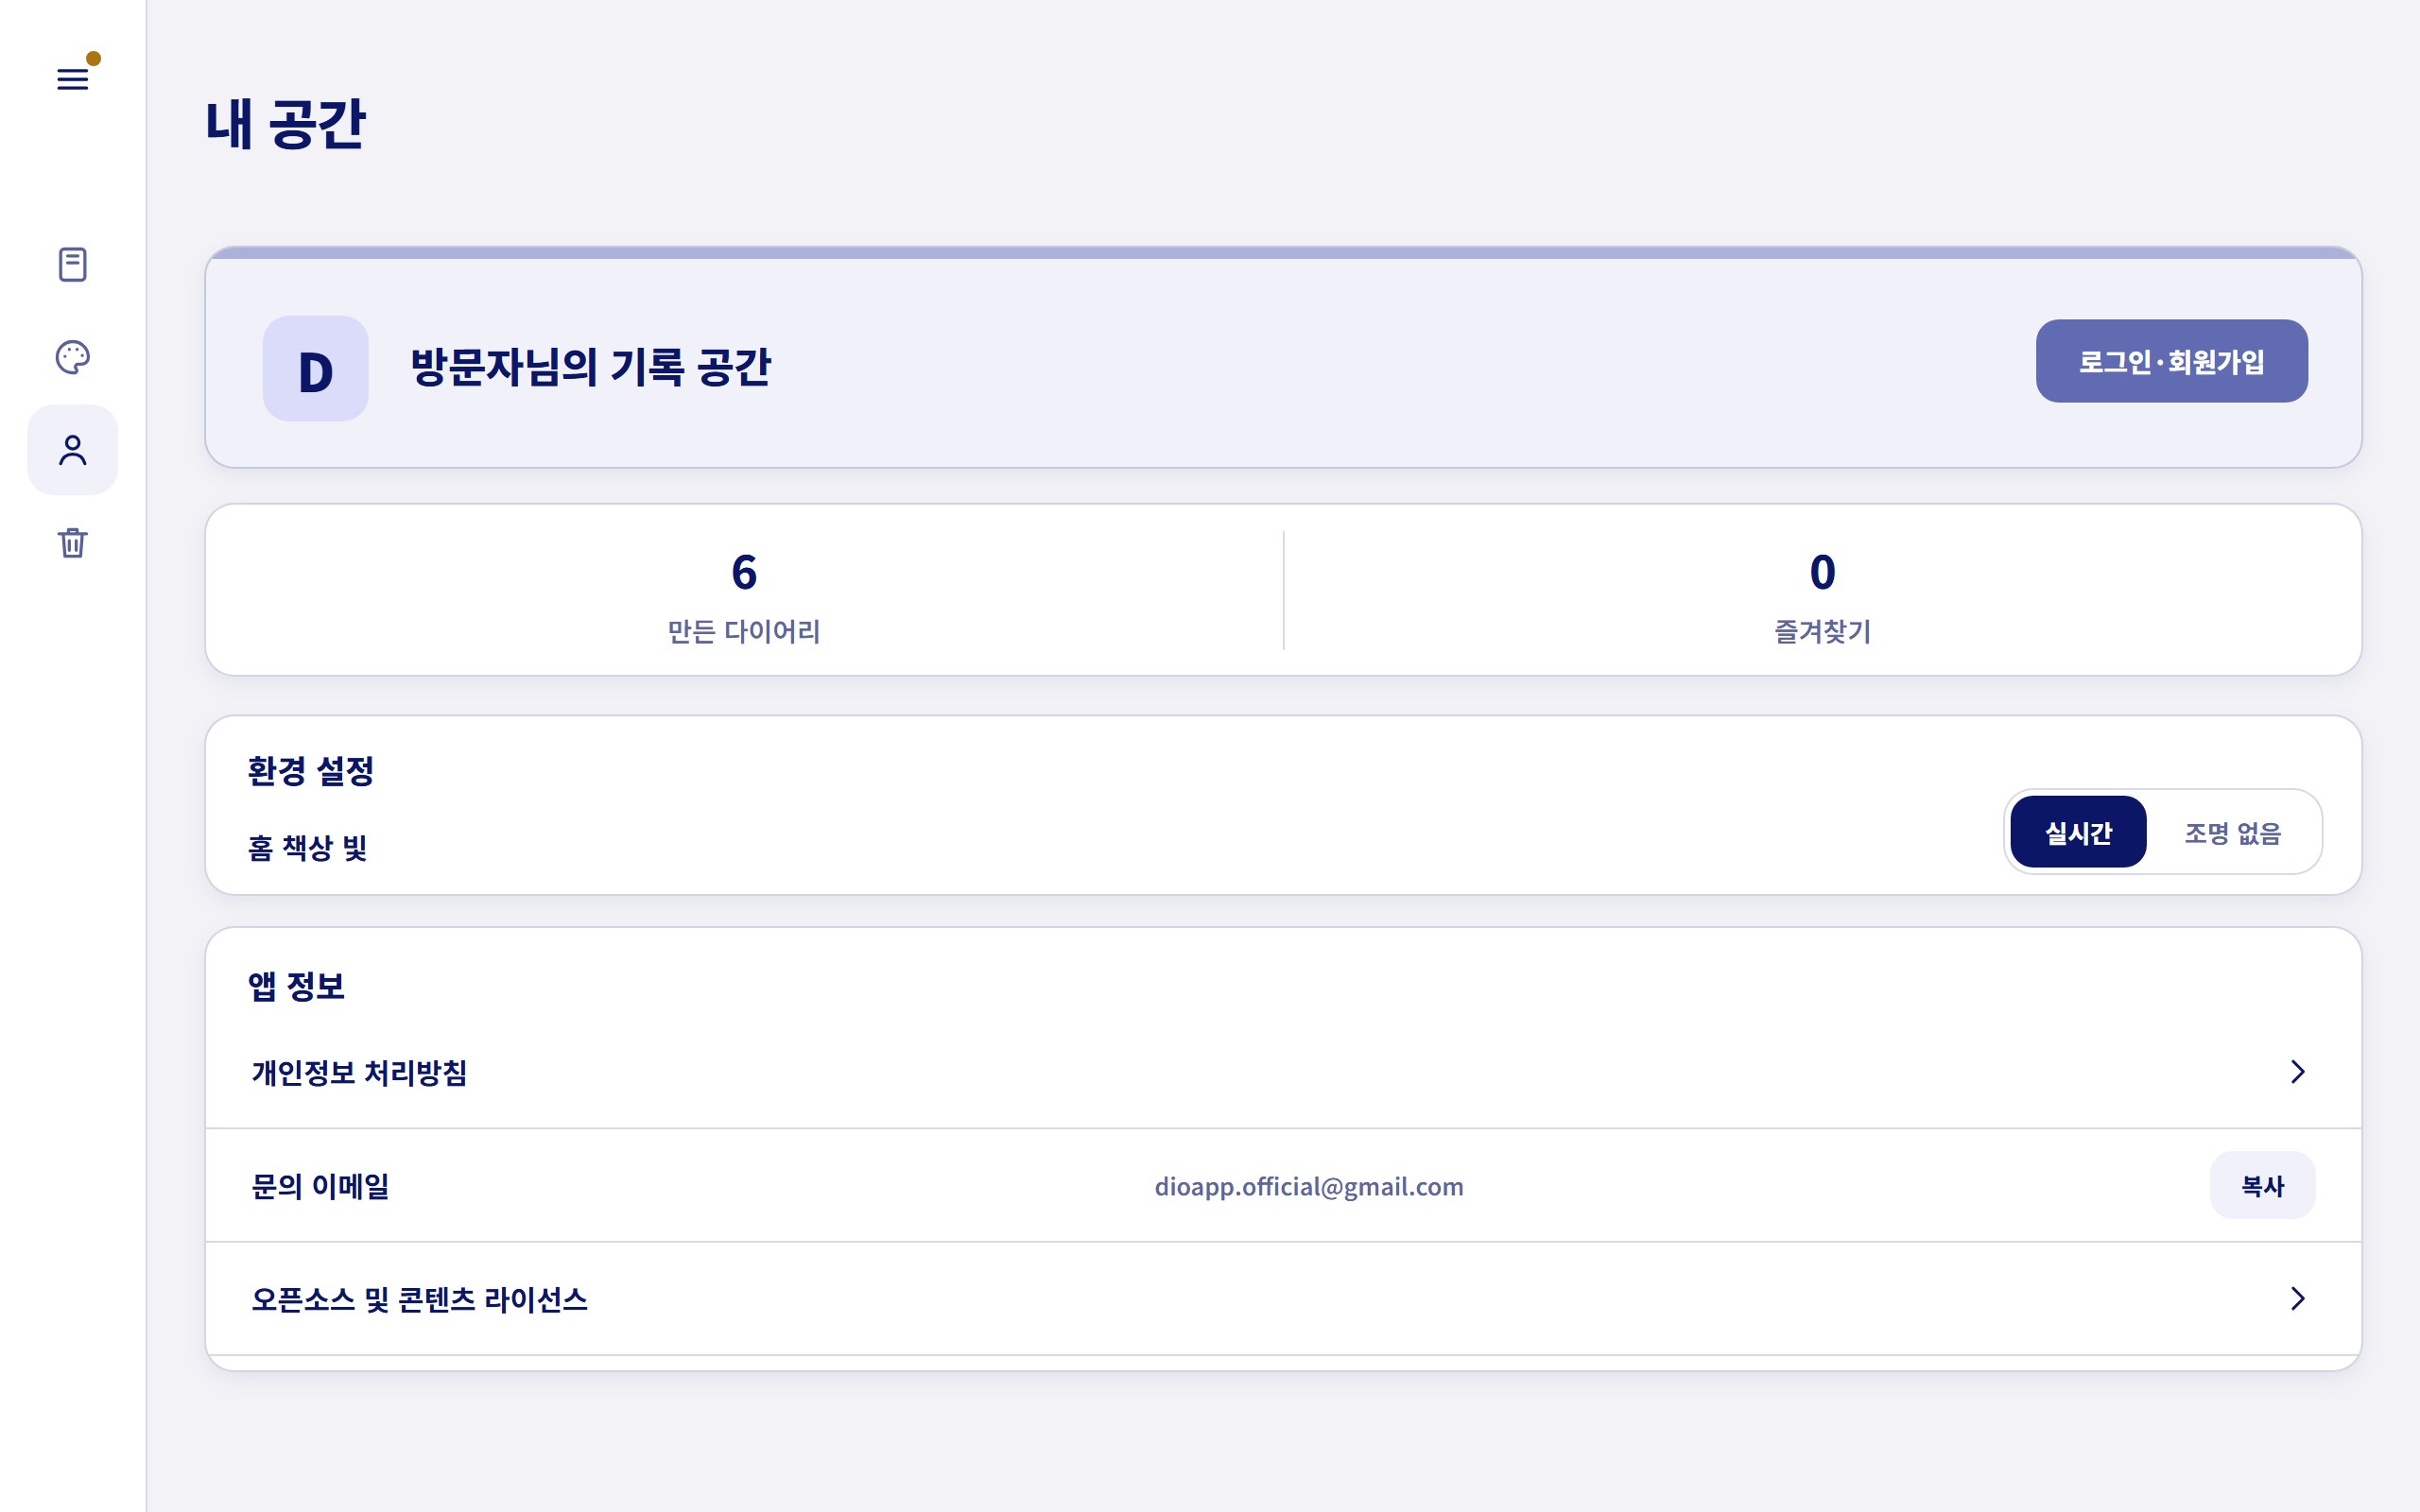 내 공간
D
방문자님의 기록 공간
로그인·회원가입
6
만든 다이어리
0
즐겨찾기
환경 설정
홈 책상 빛
실시간
조명 없음
앱 정보
개인정보 처리방침
문의 이메일
dioapp.official@gmail.com
복사
오픈소스 및 콘텐츠 라이선스